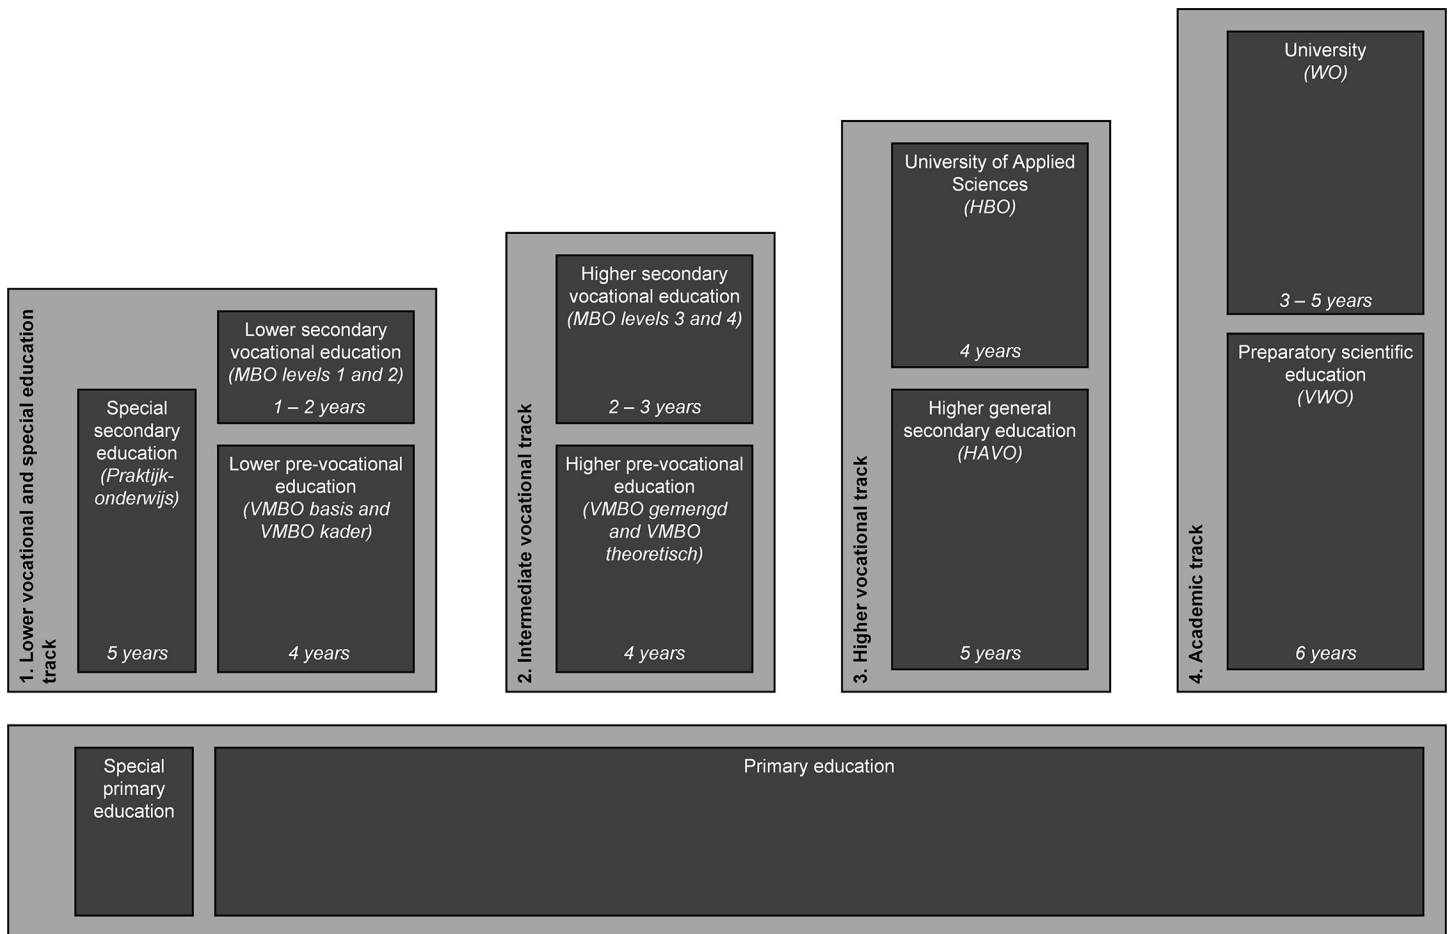 1. Lower vocational and special education
track
Special
secondary
education
(Praktijk-
onderwijs)
5 years
Lower secondary
vocational education
(MBO levels 1 and 2)
1 – 2 years
Lower pre-vocational
education
(VMBO basis and
VMBO kader)
4 years
2. Intermediate vocational track
Higher secondary
vocational education
(MBO levels 3 and 4)
2 – 3 years
Higher pre-vocational
education
(VMBO gemengd
and VMBO
theoretisch)
4 years
3. Higher vocational track
University of Applied
Sciences
(HBO)
4 years
Higher general
secondary education
(HAVO)
5 years
4. Academic track
University
(WO)
3 – 5 years
Preparatory scientific
education
(VWO)
6 years
Special
primary
education
Primary education